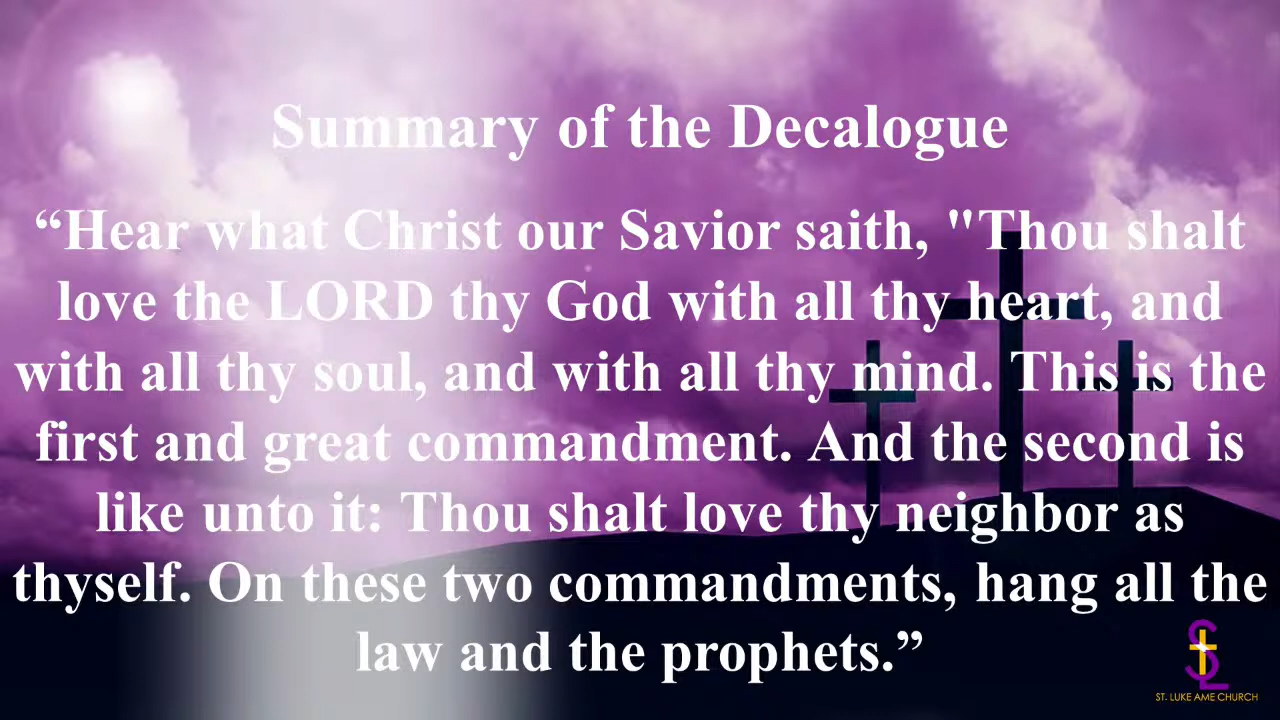 Summary of the Decalogue
“Hear what Christ our Savior saith, "Thou shalt
love the LORD thy God with all thy heart, and
with all thy soul, and with all thy mind. This is the
first and great commandment. And the second is
like unto it: Thou shalt love thy neighbor as
thyself. On these two commandments, hang all the
law and the prophets.”
SL
ST. LUKE AME CHURCH